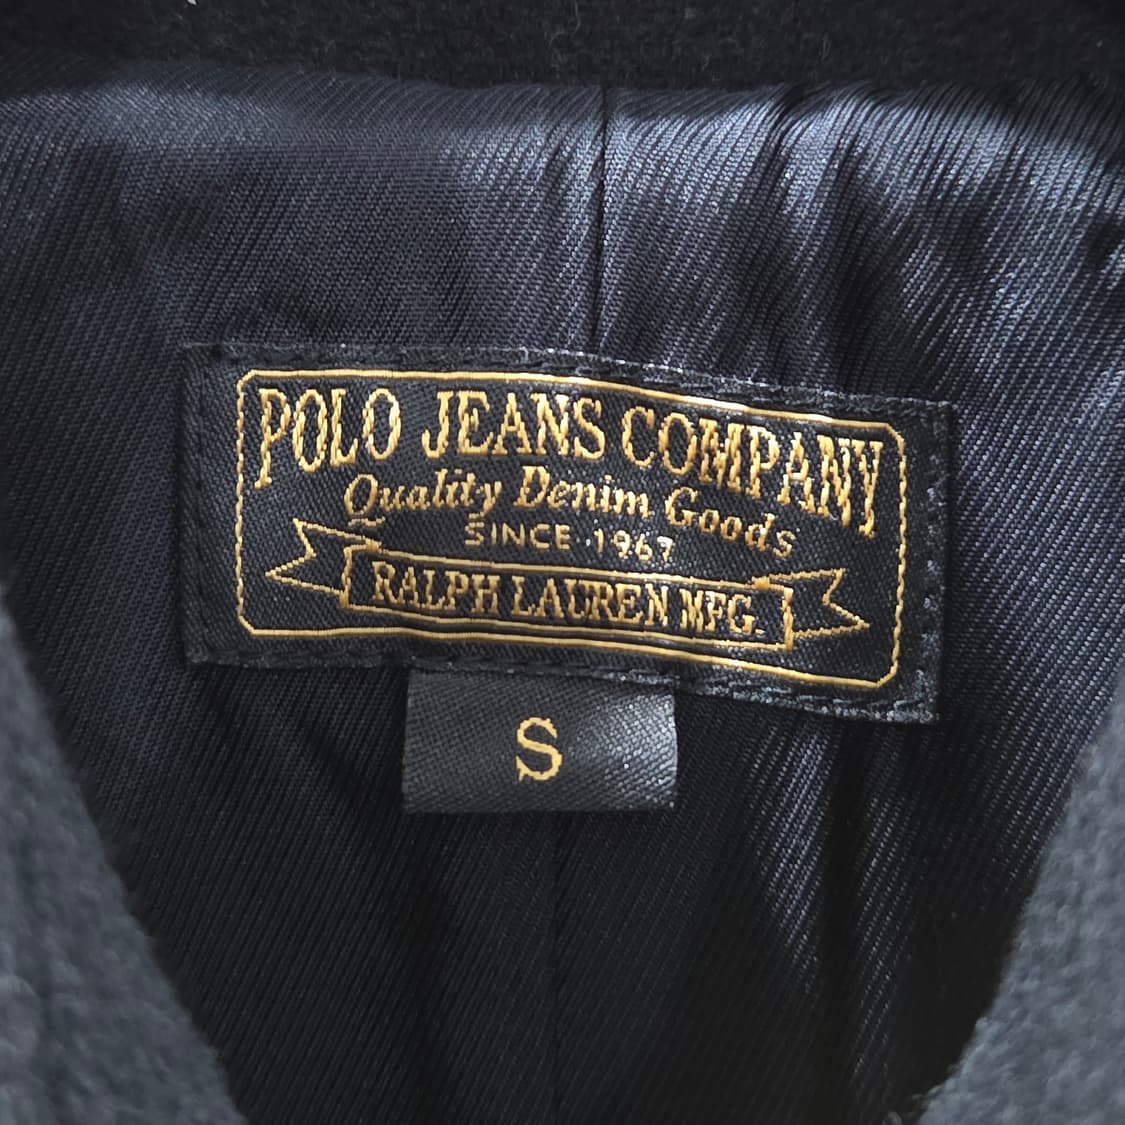 POLO JEANS COMPANY
Quality Denim Goods
SINCE 1967
RALPH LAUREN MFG.
S